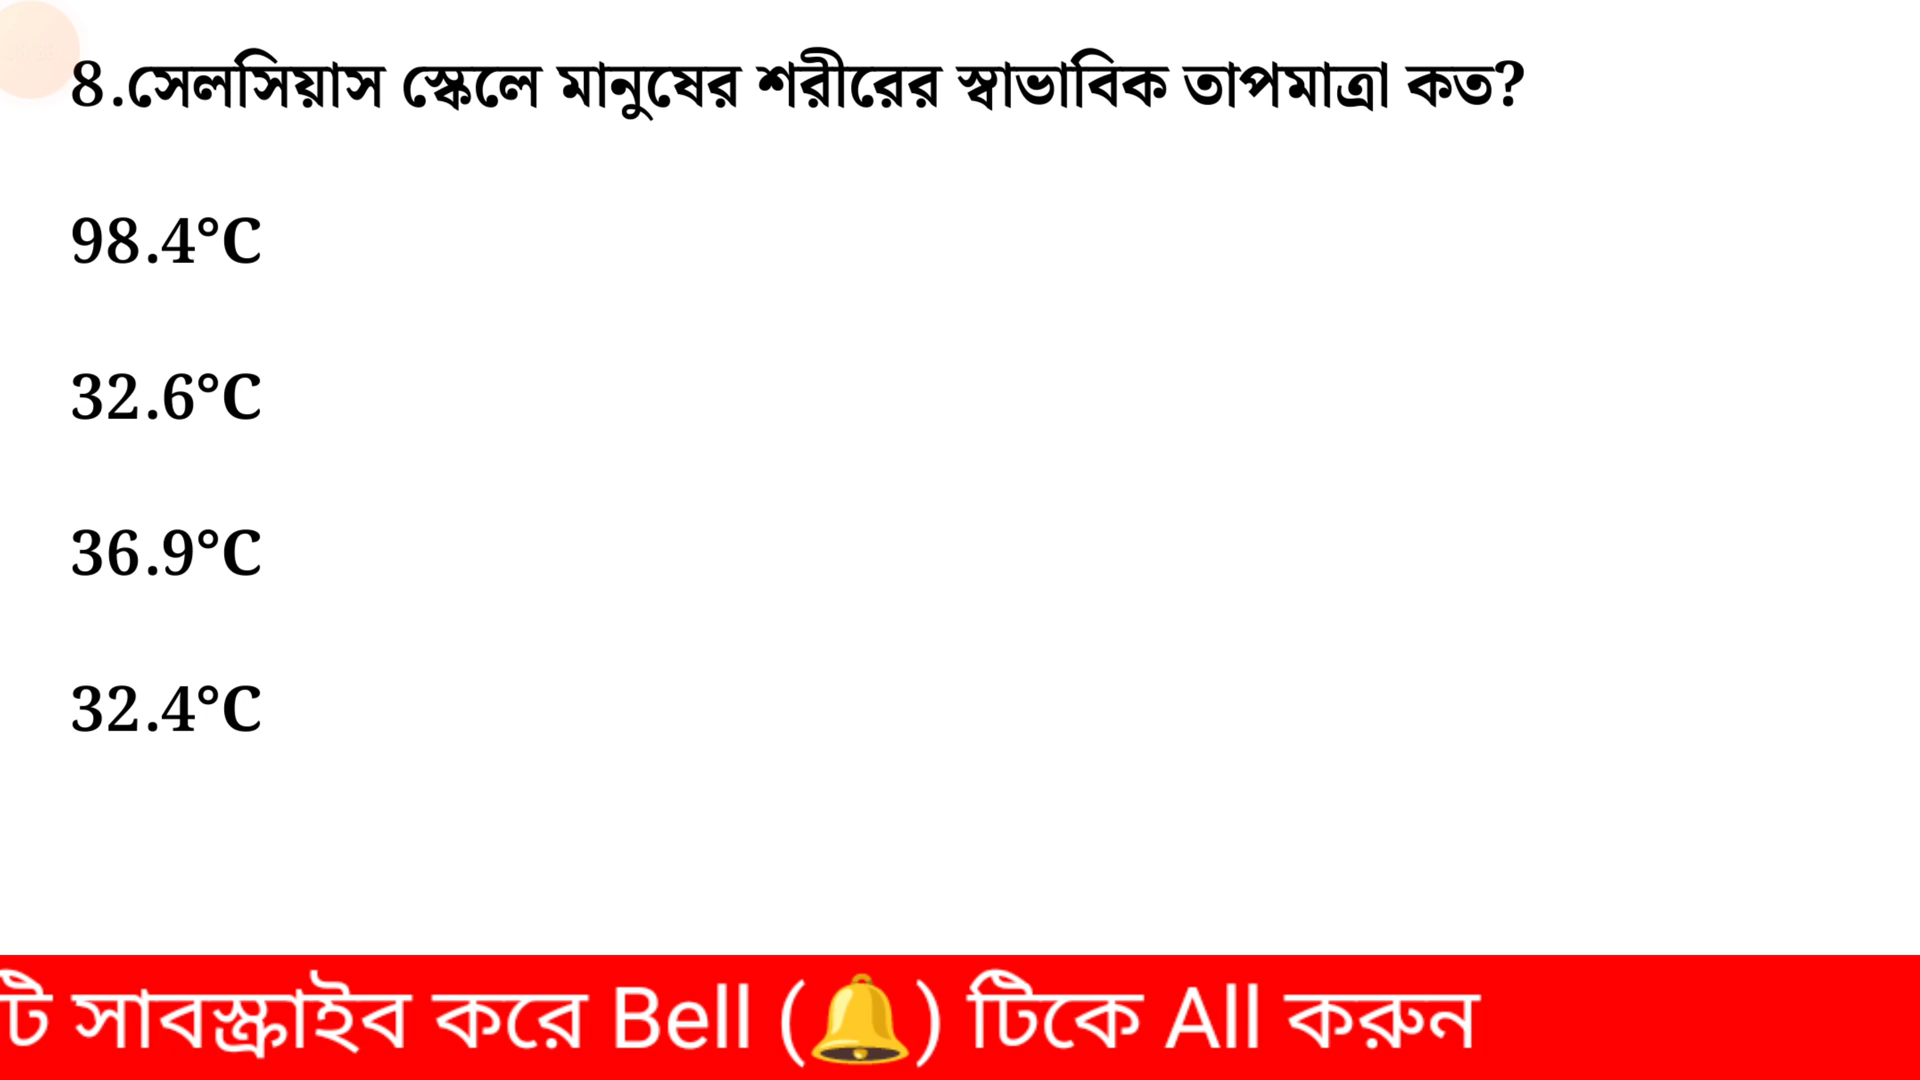 8.সেলসিয়াস স্কেলে মানুষের শরীরের স্বাভাবিক তাপমাত্রা কত?
98.4°C
32.6°C
36.9°C
32.4°C
টি সাবস্ক্রাইব করে Bell (🔔) টিকে All করুন